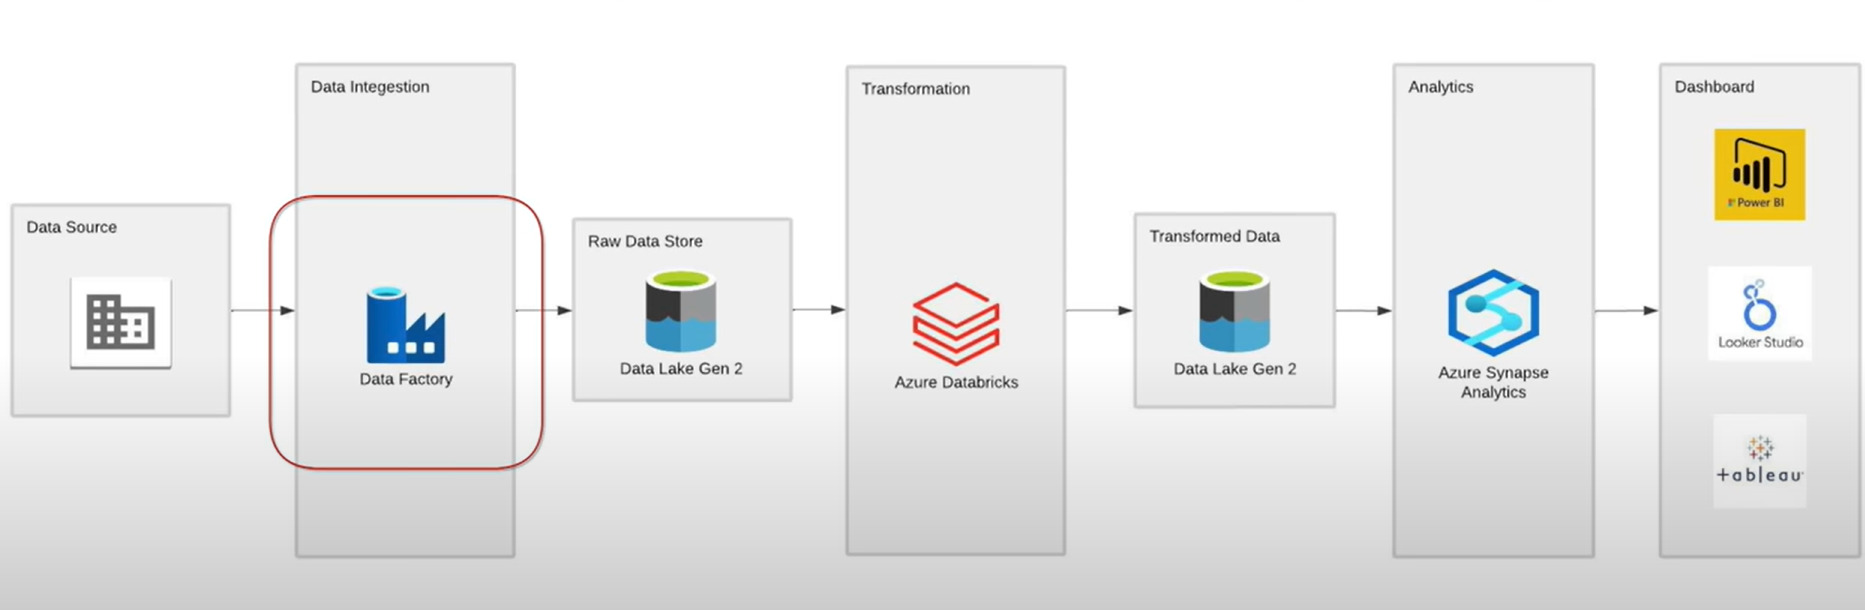 Data Source
Data Integestion
Data Factory
Raw Data Store
Data Lake Gen 2
Transformation
Azure Databricks
Transformed Data
Data Lake Gen 2
Analytics
Azure Synapse
Analytics
Dashboard
Power BI
Looker Studio
+ableau